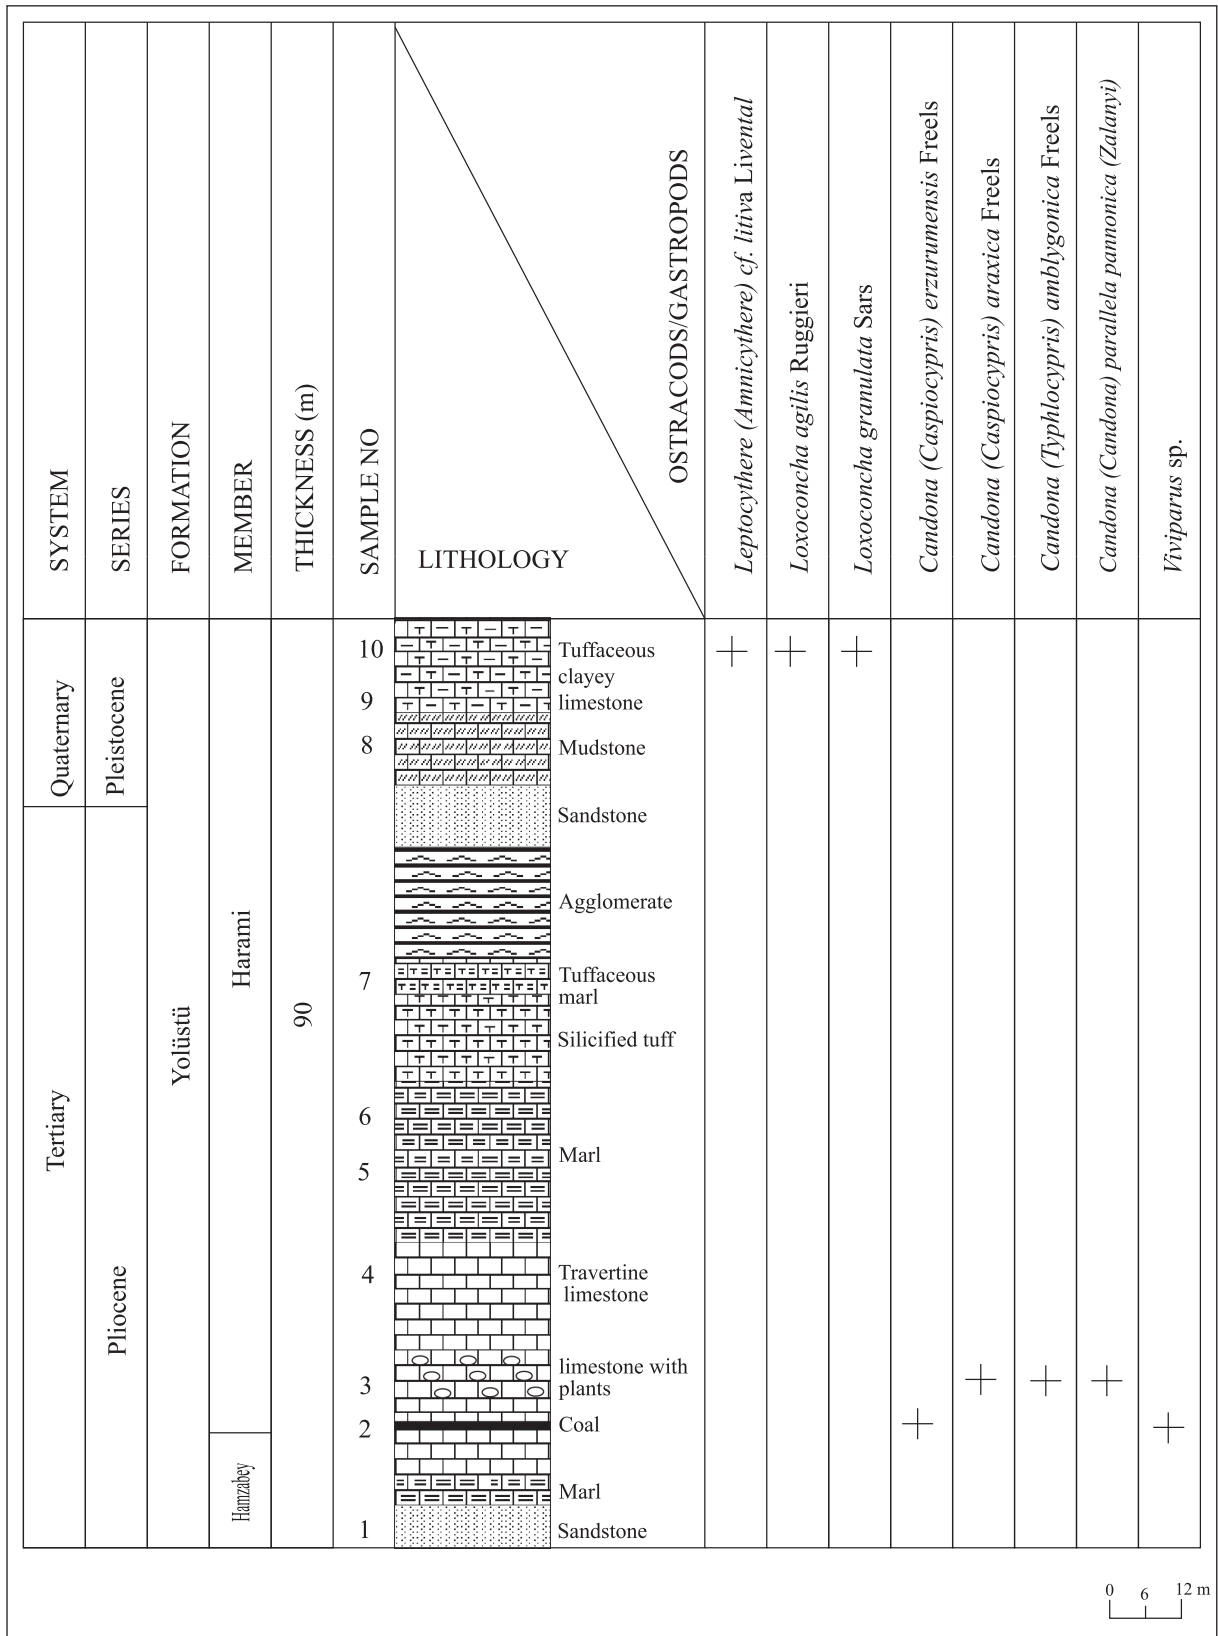 SYSTEM
SERIES
FORMATION
MEMBER
THICKNESS (m)
SAMPLE NO
LITHOLOGY
OSTRACODS/GASTROPODS
Leptocythere (Amnicythere) cf. litiva Livental
Loxoconcha agilis Ruggieri
Loxoconcha granulata Sars
Candona (Caspiocypris) erzurumensis Freels
Candona (Caspiocypris) araxica Freels
Candona (Typhlocypris) amblygonica Freels
Candona (Candona) parallela pannonica (Zalanyi)
Viviparus sp.
Quaternary
Tertiary
Pleistocene
Pliocene
Yolüstü
Harami
Hamzabey
90
10
9
8
7
6
5
4
3
2
1
Tuffaceous
clayey
limestone
Mudstone
Sandstone
Agglomerate
Tuffaceous
marl
Silicified tuff
Marl
Travertine
limestone
limestone with
plants
Coal
Marl
Sandstone
0 6 12 m